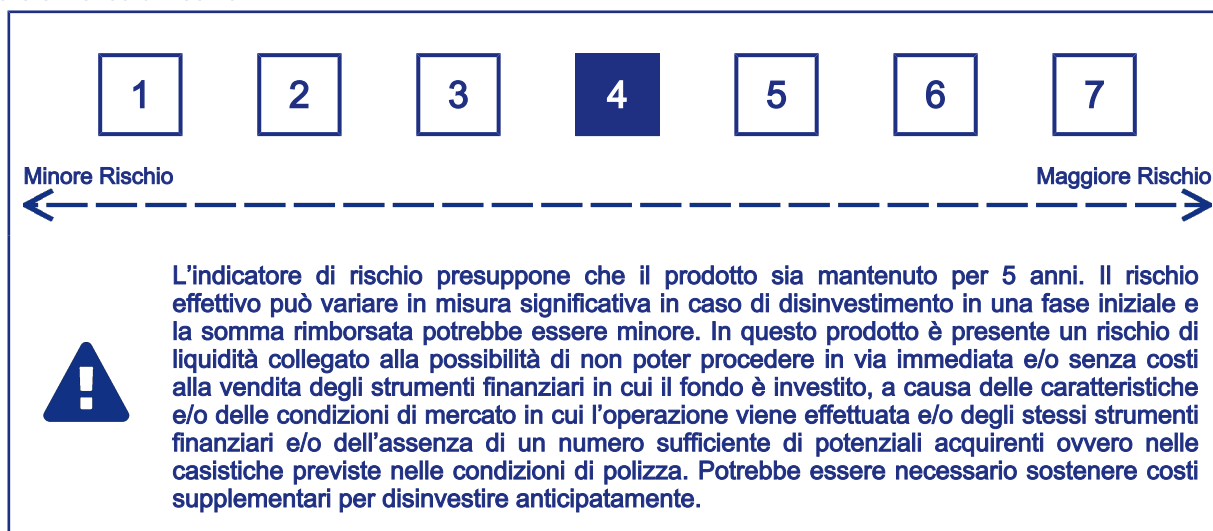 1 2 3 4 5 6 7
Minore Rischio Maggiore Rischio
L'indicatore di rischio presuppone che il prodotto sia mantenuto per 5 anni. Il rischio
effettivo può variare in misura significativa in caso di disinvestimento in una fase iniziale e
la somma rimborsata potrebbe essere minore. In questo prodotto è presente un rischio di
liquidità collegato alla possibilità di non poter procedere in via immediata e/o senza costi
alla vendita degli strumenti finanziari in cui il fondo è investito, a causa delle caratteristiche
e/o delle condizioni di mercato in cui l'operazione viene effettuata e/o degli stessi strumenti
finanziari e/o dell'assenza di un numero sufficiente di potenziali acquirenti ovvero nelle
casistiche previste nelle condizioni di polizza. Potrebbe essere necessario sostenere costi
supplementari per disinvestire anticipatamente.